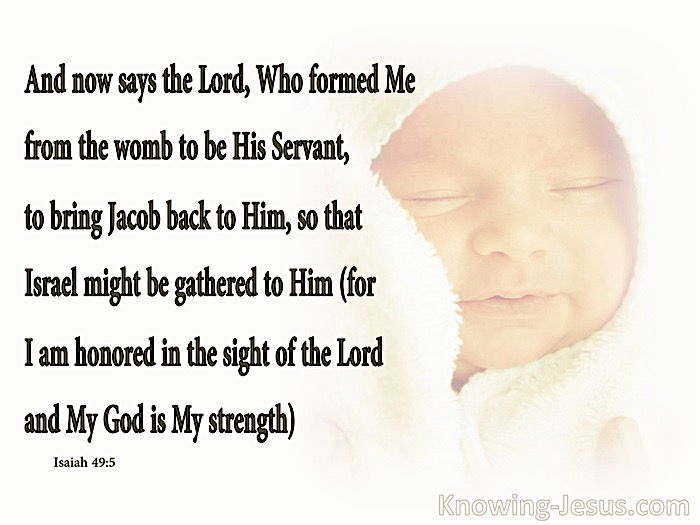 And now says the Lord, Who formed Me
from the womb to be His Servant,
to bring Jacob back to Him, so that
Israel might be gathered to Him (for
I am honored in the sight of the Lord
and My God is My strength)
Isaiah 49:5
Knowing-Jesus.com